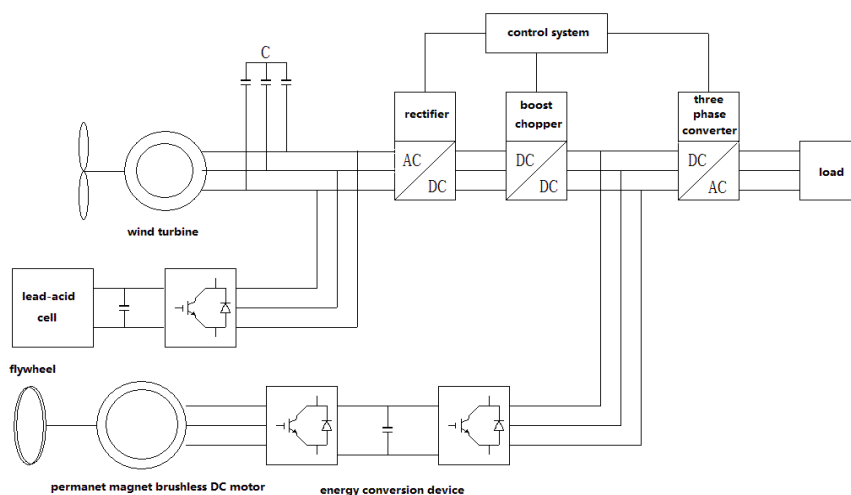 control system
C
rectifier
boost
chopper
three
phase
converter
AC
DC
DC
DC
DC
AC
load
wind turbine
lead-acid
cell
flywheel
permanet magnet brushless DC motor
energy conversion device